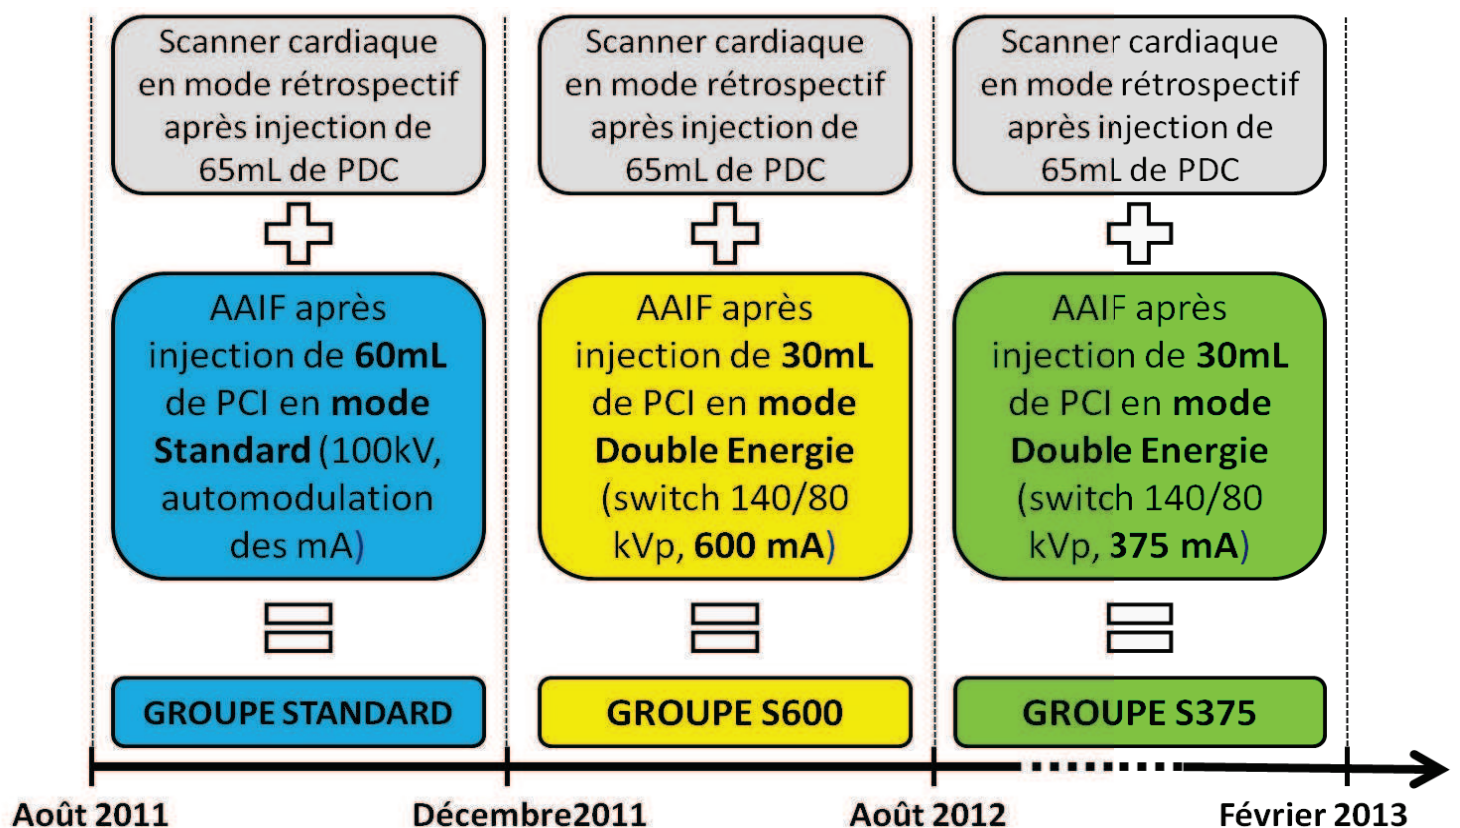 Scanner cardiaque
en mode rétrospectif
après injection de
65mL de PDC
AAIF après
injection de 60mL
de PCI en mode
Standard (100kV,
automodulation
des mA)
GROUPE STANDARD
Scanner cardiaque
en mode rétrospectif
après injection de
65mL de PDC
AAIF après
injection de 30mL
de PCI en mode
Double Energie
(switch 140/80
kVp, 600 mA)
GROUPE S600
Scanner cardiaque
en mode rétrospectif
après injection de
65mL de PDC
AAIF après
injection de 30mL
de PCI en mode
Double Energie
(switch 140/80
kVp, 375 mA)
GROUPE S375
Août 2011
Décembre2011
Août 2012
Février 2013